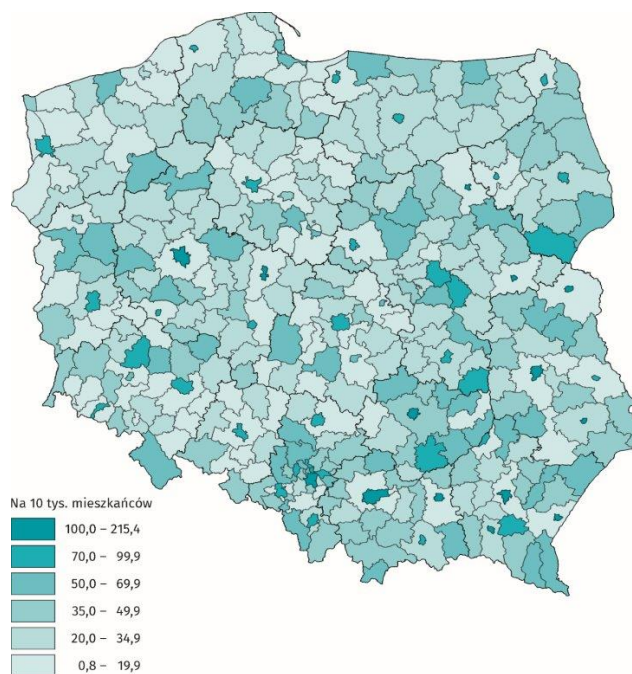 Na 10 tys. mieszkańców
100,0 – 215,4
70,0 – 99,9
50,0 – 69,9
35,0 – 49,9
20,0 – 34,9
0,8 – 19,9